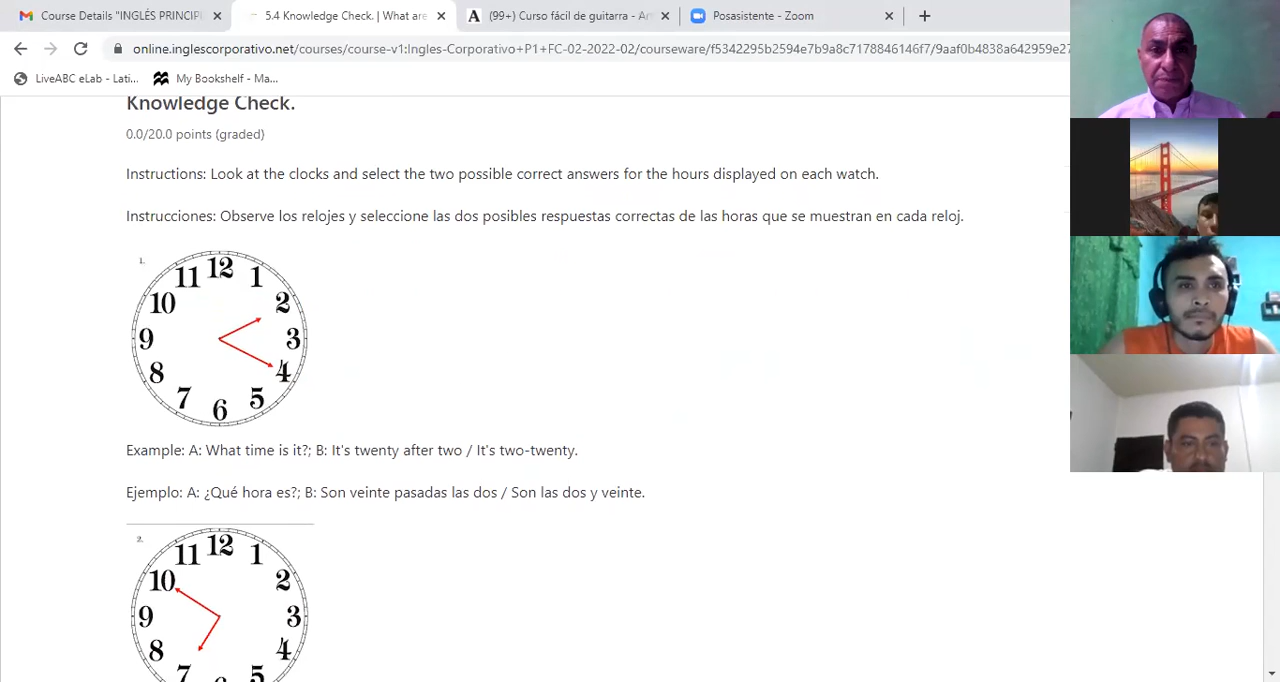 Course Details "INGLÉS PRINCIPI
5.4 Knowledge Check. | What are
(99+) Curso fácil de guitarra - Ar
Posasistente - Zoom
online.inglescorporativo.net/courses/course-v1:Ingles-Corporativo+P1+FC-02-2022-02/courseware/f5342295b2594e7b9a8c7178846146f7/9aaf0b4838a642959e27
LiveABC eLab - Lati...
My Bookshelf - Ma...
Knowledge Check.
0.0/20.0 points (graded)
Instructions: Look at the clocks and select the two possible correct answers for the hours displayed on each watch.
Instrucciones: Observe los relojes y seleccione las dos posibles respuestas correctas de las horas que se muestran en cada reloj.
1.
12
11 1
10 2
9 3
8 4
7 5
6
Example: A: What time is it?; B: It's twenty after two / It's two-twenty.
Ejemplo: A: ¿Qué hora es?; B: Son veinte pasadas las dos / Son las dos y veinte.
2.
12
11 1
10 2
9 3
8 4
7 5
6